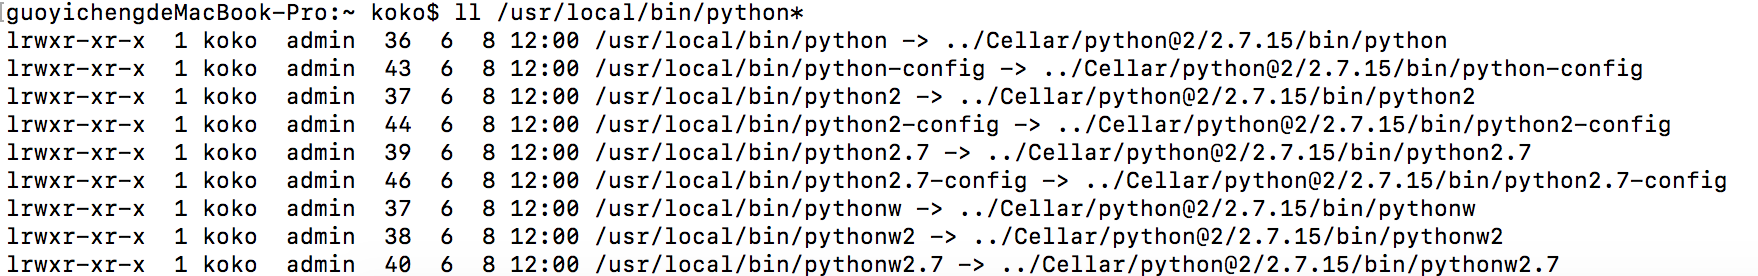 guoyichengdeMacBook-Pro:~ koko$ ll /usr/local/bin/python*
lrwxr-xr-x  1 koko  admin  36  6  8 12:00 /usr/local/bin/python -> ../Cellar/python@2/2.7.15/bin/python
lrwxr-xr-x  1 koko  admin  43  6  8 12:00 /usr/local/bin/python-config -> ../Cellar/python@2/2.7.15/bin/python-config
lrwxr-xr-x  1 koko  admin  37  6  8 12:00 /usr/local/bin/python2 -> ../Cellar/python@2/2.7.15/bin/python2
lrwxr-xr-x  1 koko  admin  44  6  8 12:00 /usr/local/bin/python2-config -> ../Cellar/python@2/2.7.15/bin/python2-config
lrwxr-xr-x  1 koko  admin  39  6  8 12:00 /usr/local/bin/python2.7 -> ../Cellar/python@2/2.7.15/bin/python2.7
lrwxr-xr-x  1 koko  admin  46  6  8 12:00 /usr/local/bin/python2.7-config -> ../Cellar/python@2/2.7.15/bin/python2.7-config
lrwxr-xr-x  1 koko  admin  37  6  8 12:00 /usr/local/bin/pythonw -> ../Cellar/python@2/2.7.15/bin/pythonw
lrwxr-xr-x  1 koko  admin  38  6  8 12:00 /usr/local/bin/pythonw2 -> ../Cellar/python@2/2.7.15/bin/pythonw2
lrwxr-xr-x  1 koko  admin  40  6  8 12:00 /usr/local/bin/pythonw2.7 -> ../Cellar/python@2/2.7.15/bin/pythonw2.7